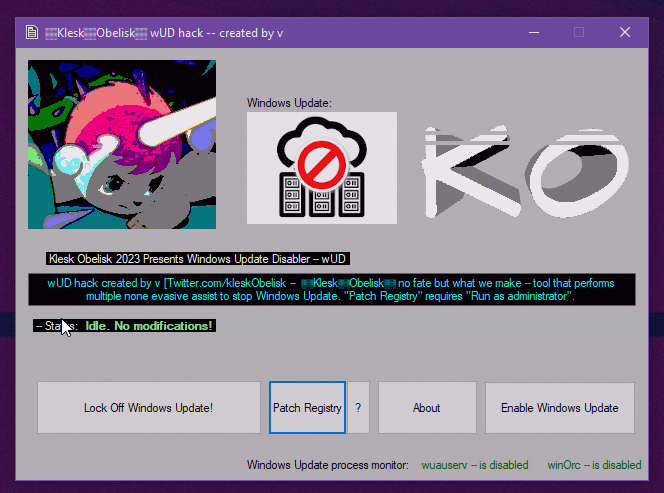 ▒▒Klesk▒▒Obelisk▒▒ wUD hack -- created by v
Windows Update:
KO
Klesk Obelisk 2023 Presents Windows Update Disabler -- wUD
wUD hack created by v [Twitter.com/kleskObelisk -- ▒▒Klesk▒▒Obelisk▒▒ no fate but what we make -- tool that performs
multiple none evasive assist to stop Windows Update. "Patch Registry" requires "Run as administrator".
-- Status: Idle. No modifications!
Lock Off Windows Update!
Patch Registry
?
About
Enable Windows Update
Windows Update process monitor: wuauserv -- is disabled winOrc -- is disabled